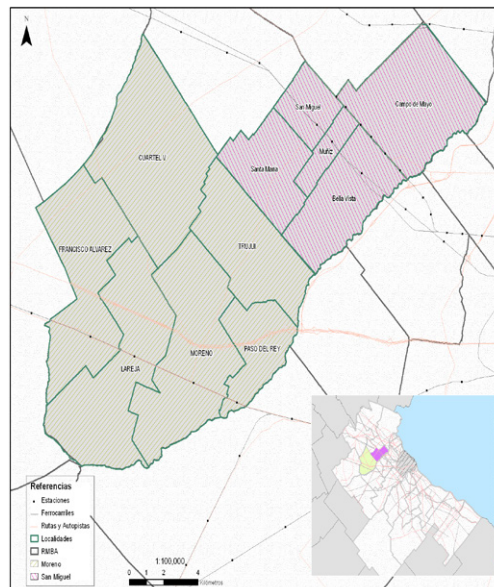 N
San Miguel
Campo de Mayo
Muñiz
Santa Maria
Bella Vista
CUARTEL V
TRUJUI
FRANCISCO ALVAREZ
PASO DEL REY
MORENO
LA REJA
Referencias
Estaciones
Ferrocarriles
Rutas y Autopistas
Localidades
RMBA
Moreno
San Miguel
1:100,000
0 1 2 4
Kilómetros